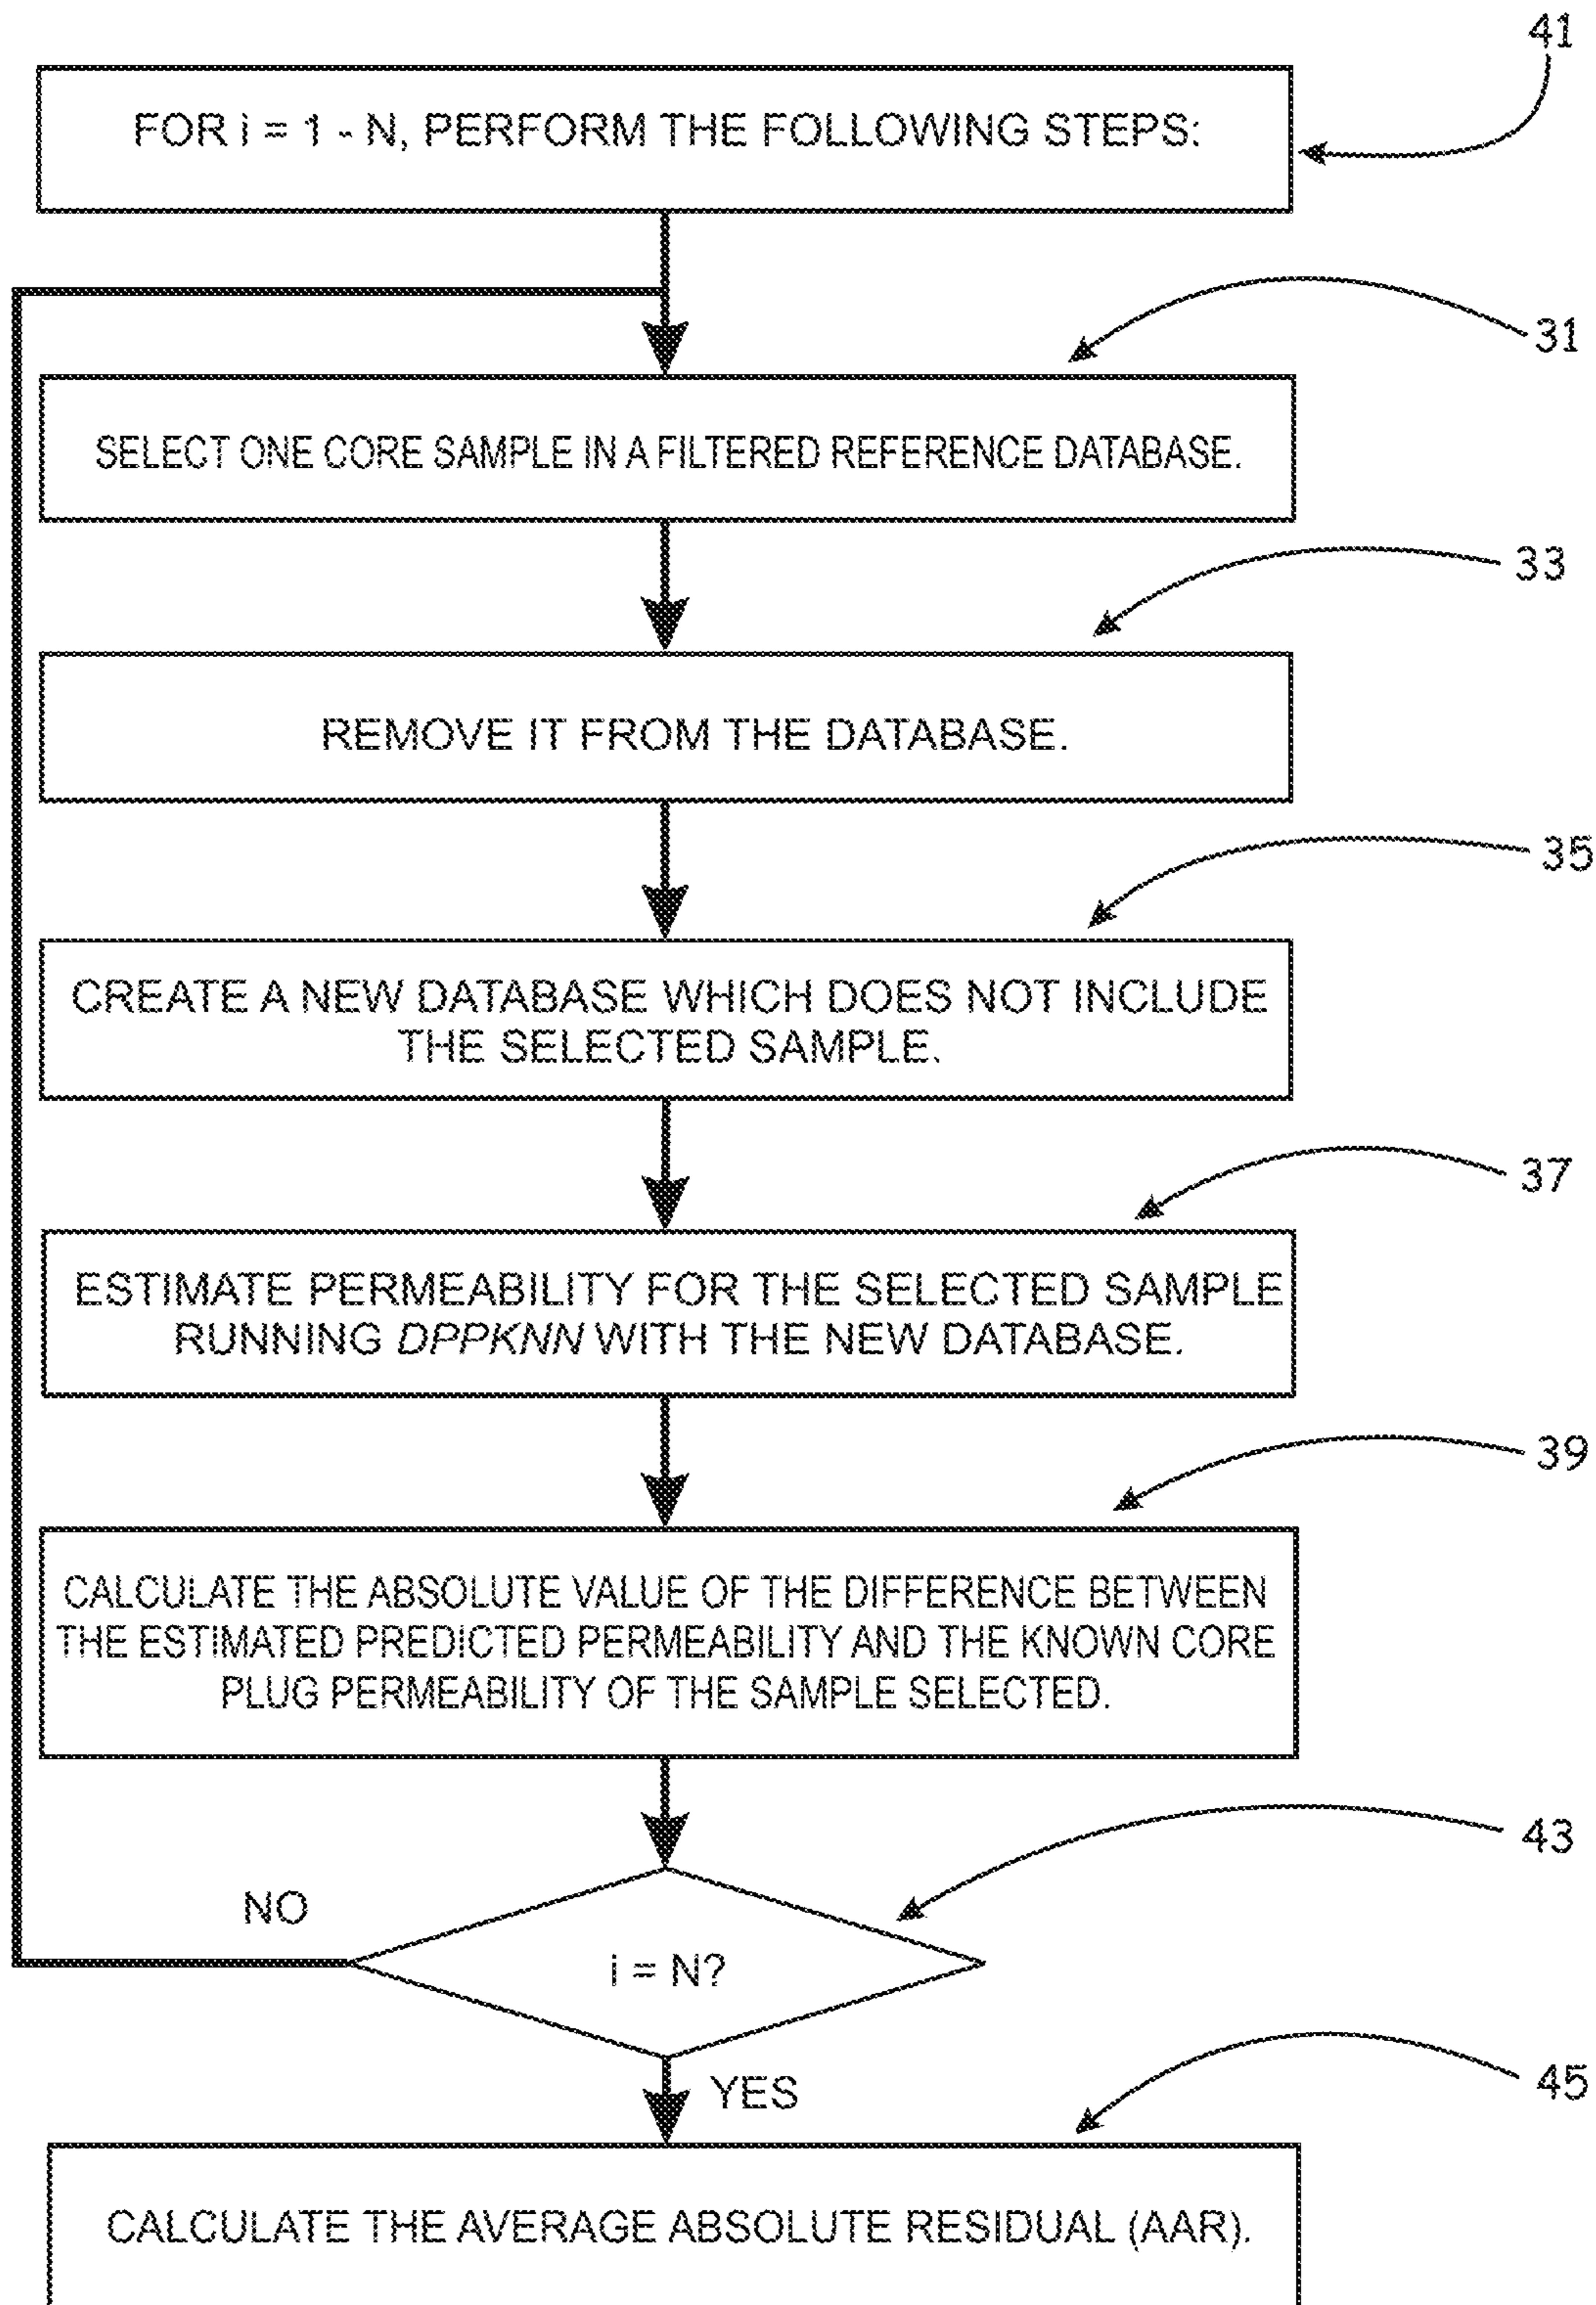 41
FOR i = 1 - N, PERFORM THE FOLLOWING STEPS:
31
SELECT ONE CORE SAMPLE IN A FILTERED REFERENCE DATABASE.
33
REMOVE IT FROM THE DATABASE.
35
CREATE A NEW DATABASE WHICH DOES NOT INCLUDE
THE SELECTED SAMPLE.
37
ESTIMATE PERMEABILITY FOR THE SELECTED SAMPLE
RUNNING DPPKNN WITH THE NEW DATABASE.
39
CALCULATE THE ABSOLUTE VALUE OF THE DIFFERENCE BETWEEN
THE ESTIMATED PREDICTED PERMEABILITY AND THE KNOWN CORE
PLUG PERMEABILITY OF THE SAMPLE SELECTED.
43
NO
i = N?
YES
45
CALCULATE THE AVERAGE ABSOLUTE RESIDUAL (AAR).